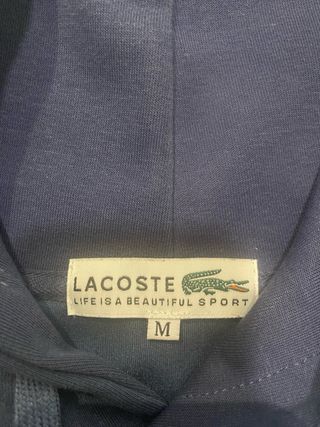 LACOSTE
LIFE IS A BEAUTIFUL SPORT
M